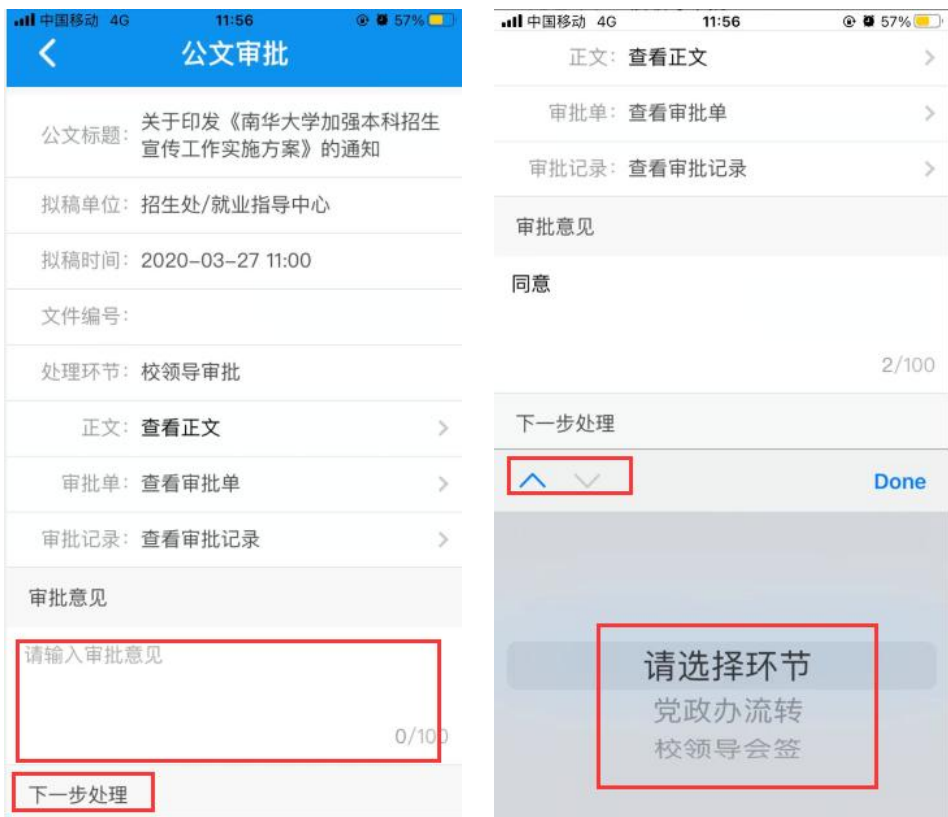 中国移动 4G 11:56 57%
公文审批
公文标题: 关于印发《南华大学加强本科招生
宣传工作实施方案》的通知
拟稿单位: 招生处/就业指导中心
拟稿时间: 2020-03-27 11:00
文件编号:
处理环节: 校领导审批
正文: 查看正文
审批单: 查看审批单
审批记录: 查看审批记录
审批意见
请输入审批意见
0/100
下一步处理
中国移动 4G 11:56 57%
正文: 查看正文
审批单: 查看审批单
审批记录: 查看审批记录
审批意见
同意
2/100
下一步处理
Done
请选择环节
党政办流转
校领导会签